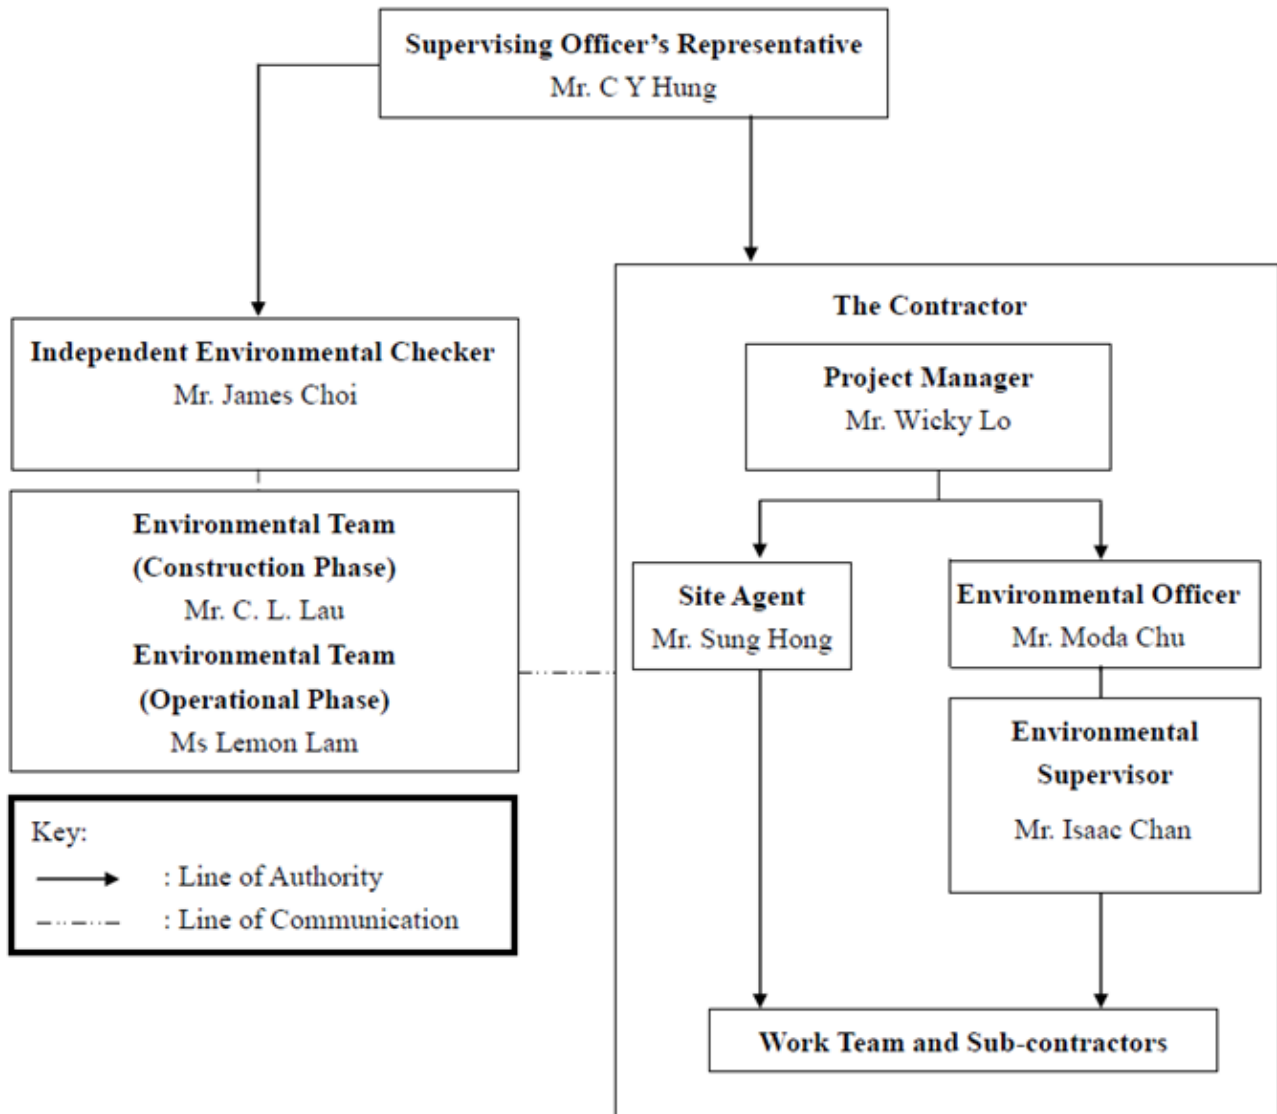 Supervising Officer’s Representative
Mr. C Y Hung
Independent Environmental Checker
Mr. James Choi
Environmental Team
(Construction Phase)
Mr. C. L. Lau
Environmental Team
(Operational Phase)
Ms Lemon Lam
Key:
: Line of Authority
: Line of Communication
The Contractor
Project Manager
Mr. Wicky Lo
Site Agent
Mr. Sung Hong
Environmental Officer
Mr. Moda Chu
Environmental
Supervisor
Mr. Isaac Chan
Work Team and Sub-contractors